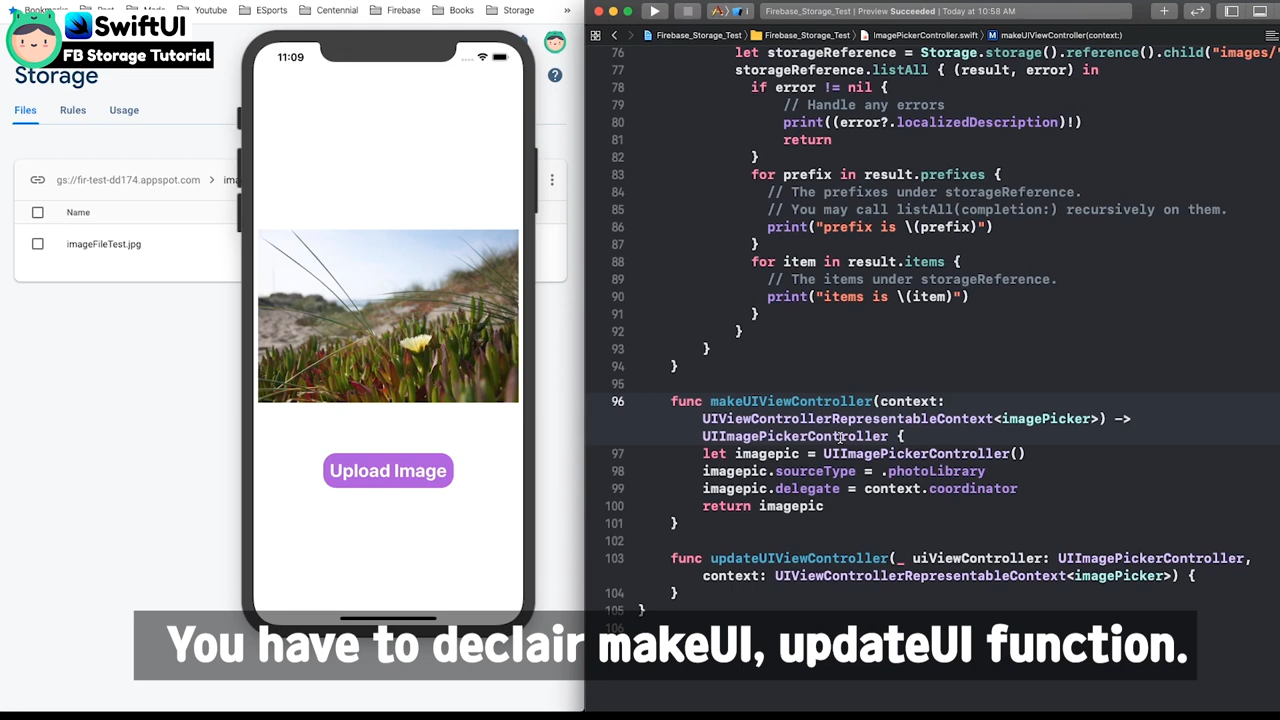 Bookmarks
Youtube
ESports
Centennial
Firebase
Books
Storage
»
SwiftUI
FB Storage Tutorial
Storage
Files
Rules
Usage
gs://fir-test-dd174.appspot.com > ima
Name
imageFileTest.jpg
11:09
Upload Image
Firebase_Storage_Test | Preview Succeeded | Today at 10:58 AM
Firebase_Storage_Test > Firebase_Storage_Test > ImagePickerController.swift > makeUIViewController(context:)
76 let storageReference = Storage.storage().reference().child("images/"
77 storageReference.listAll { (result, error) in
78 if error != nil {
79 // Handle any errors
80 print((error?.localizedDescription)!)
81 return
82 }
83 for prefix in result.prefixes {
84 // The prefixes under storageReference.
85 // You may call listAll(completion:) recursively on them.
86 print("prefix is \(prefix)")
87 }
88 for item in result.items {
89 // The items under storageReference.
90 print("items is \(item)")
91 }
92 }
93 }
94 }
95
96 func makeUIViewController(context:
UIViewControllerRepresentableContext<imagePicker>) ->
UIImagePickerController {
97 let imagepic = UIImagePickerController()
98 imagepic.sourceType = .photoLibrary
99 imagepic.delegate = context.coordinator
100 return imagepic
101 }
102
103 func updateUIViewController(_ uiViewController: UIImagePickerController,
context: UIViewControllerRepresentableContext<imagePicker>) {
104 }
105 }
106
You have to declair makeUI, updateUI function.